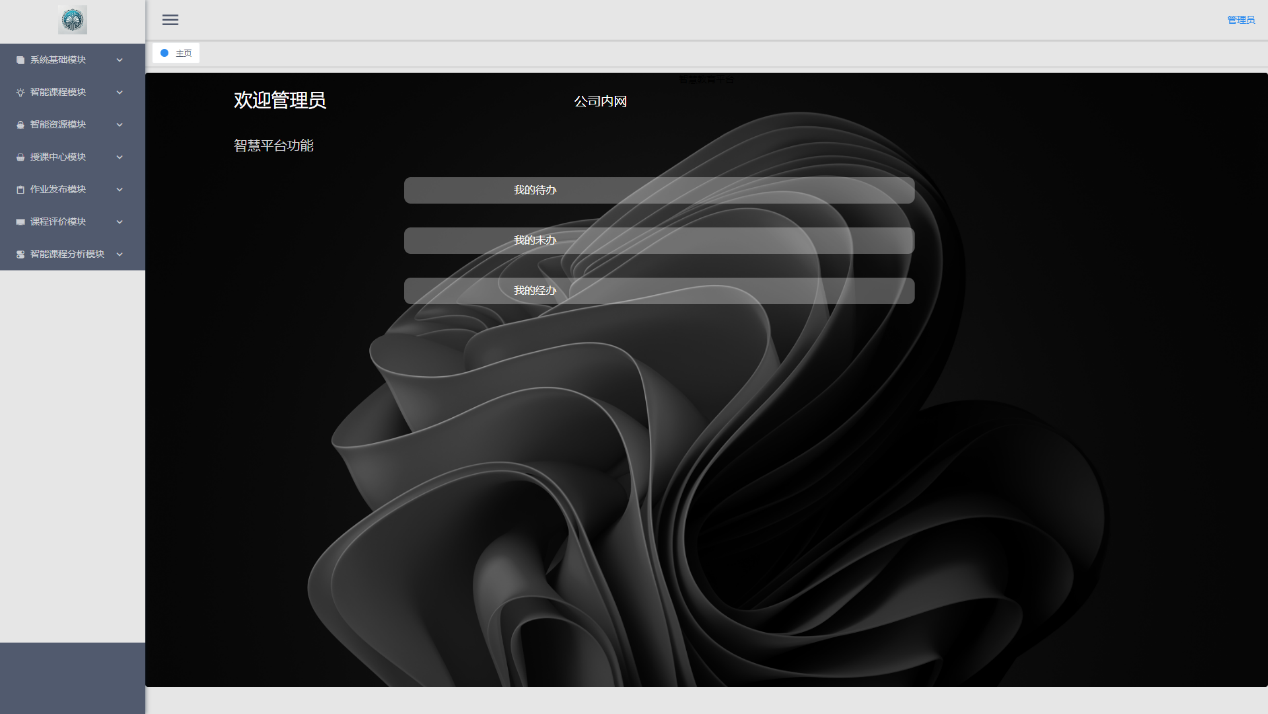 管理员
主页
系统基础模块
智能课程模块
智能资源模块
授课中心模块
作业发布模块
课程评价模块
智能课程分析模块
欢迎管理员
公司内网
智慧平台功能
我的待办
我的未办
我的经办